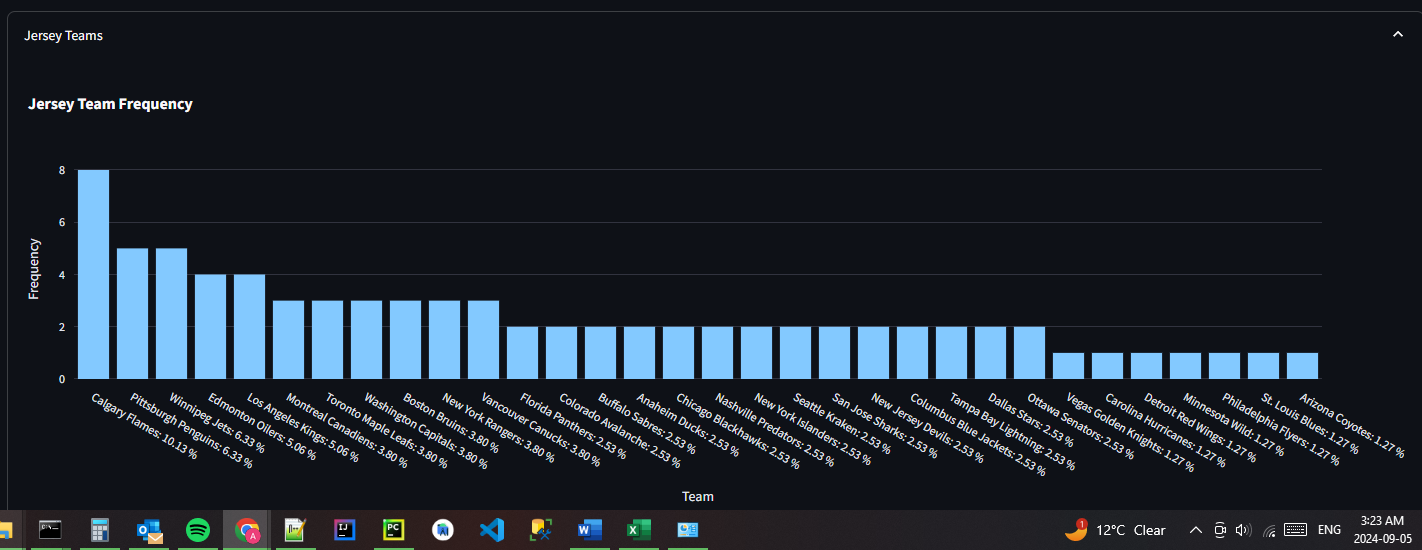 Jersey Teams
Jersey Team Frequency
8
6
4
2
0
Frequency
Calgary Flames: 10.13 %
Pittsburgh Penguins: 6.33 %
Winnipeg Jets: 6.33 %
Edmonton Oilers: 5.06 %
Los Angeles Kings: 5.06 %
Montreal Canadiens: 3.80 %
Toronto Maple Leafs: 3.80 %
Washington Capitals: 3.80 %
Boston Bruins: 3.80 %
New York Rangers: 3.80 %
Vancouver Canucks: 3.80 %
Florida Panthers: 2.53 %
Colorado Avalanche: 2.53 %
Buffalo Sabres: 2.53 %
Anaheim Ducks: 2.53 %
Chicago Blackhawks: 2.53 %
Nashville Predators: 2.53 %
New York Islanders: 2.53 %
Seattle Kraken: 2.53 %
San Jose Sharks: 2.53 %
New Jersey Devils: 2.53 %
Columbus Blue Jackets: 2.53 %
Tampa Bay Lightning: 2.53 %
Dallas Stars: 2.53 %
Ottawa Senators: 2.53 %
Vegas Golden Knights: 1.27 %
Carolina Hurricanes: 1.27 %
Detroit Red Wings: 1.27 %
Minnesota Wild: 1.27 %
Philadelphia Flyers: 1.27 %
St. Louis Blues: 1.27 %
Arizona Coyotes: 1.27 %
Team
A
IJ
PC
1
12°C Clear
ENG
3:23 AM
2024-09-05